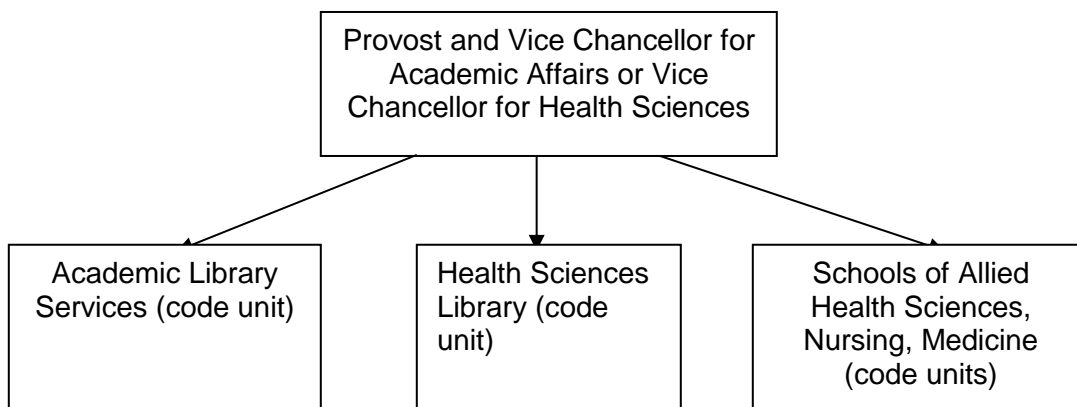 Provost and Vice Chancellor for
Academic Affairs or Vice
Chancellor for Health Sciences
Academic Library
Services (code unit)
Health Sciences
Library (code
unit)
Schools of Allied
Health Sciences,
Nursing, Medicine
(code units)